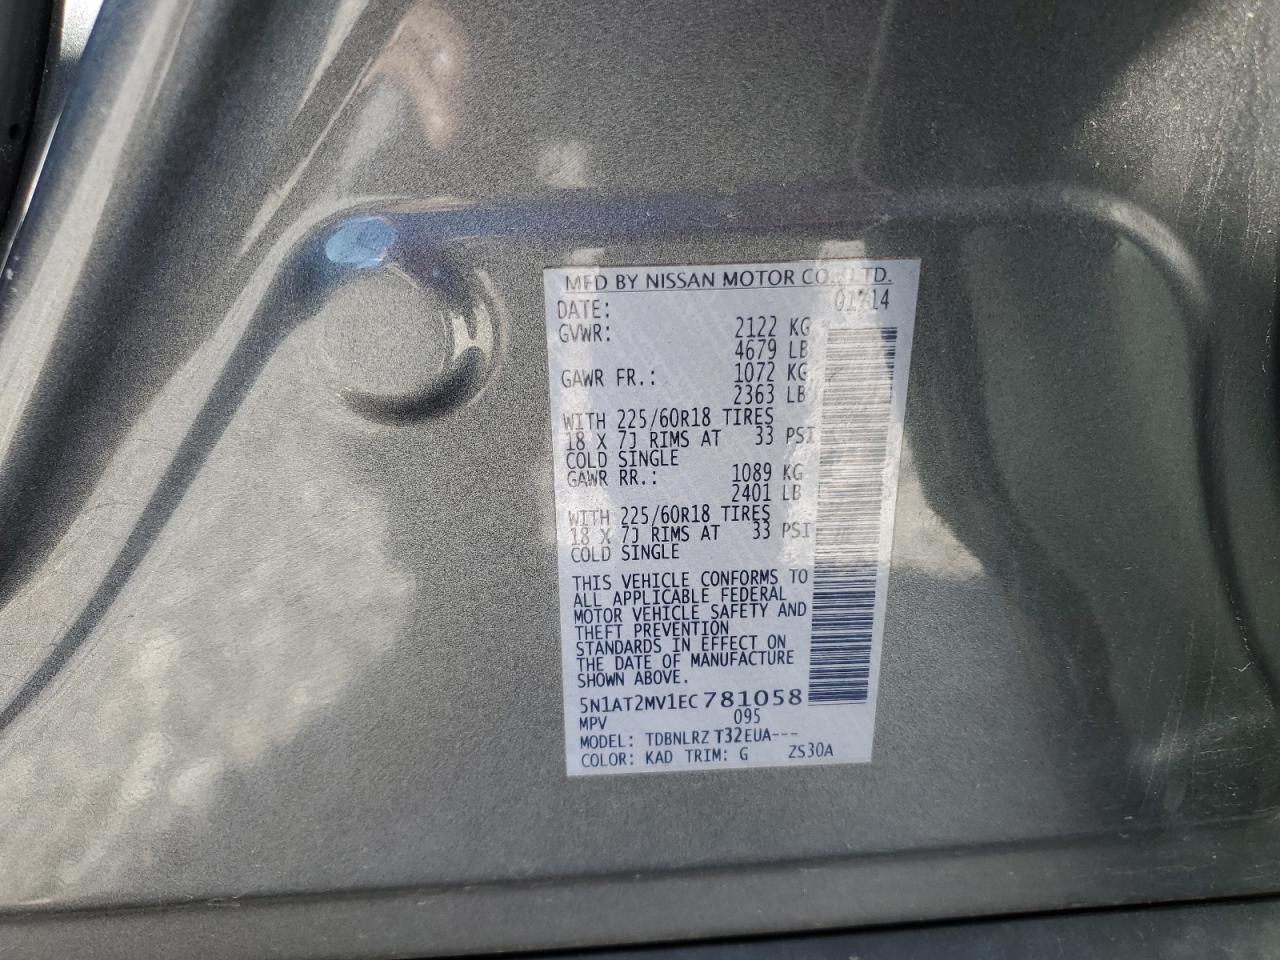 MFD BY NISSAN MOTOR CO., LTD.
DATE: 01/14
GVWR: 2122 KG
4679 LB
GAWR FR.: 1072 KG
2363 LB
WITH 225/60R18 TIRES
18 X 7J RIMS AT 33 PSI
COLD SINGLE
GAWR RR.: 1089 KG
2401 LB
WITH 225/60R18 TIRES
18 X 7J RIMS AT 33 PSI
COLD SINGLE
THIS VEHICLE CONFORMS TO
ALL APPLICABLE FEDERAL
MOTOR VEHICLE SAFETY AND
THEFT PREVENTION
STANDARDS IN EFFECT ON
THE DATE OF MANUFACTURE
SHOWN ABOVE.
5N1AT2MV1EC781058
MPV 095
MODEL: TDBNLRZ T32EUA---
COLOR: KAD TRIM: G ZS30A